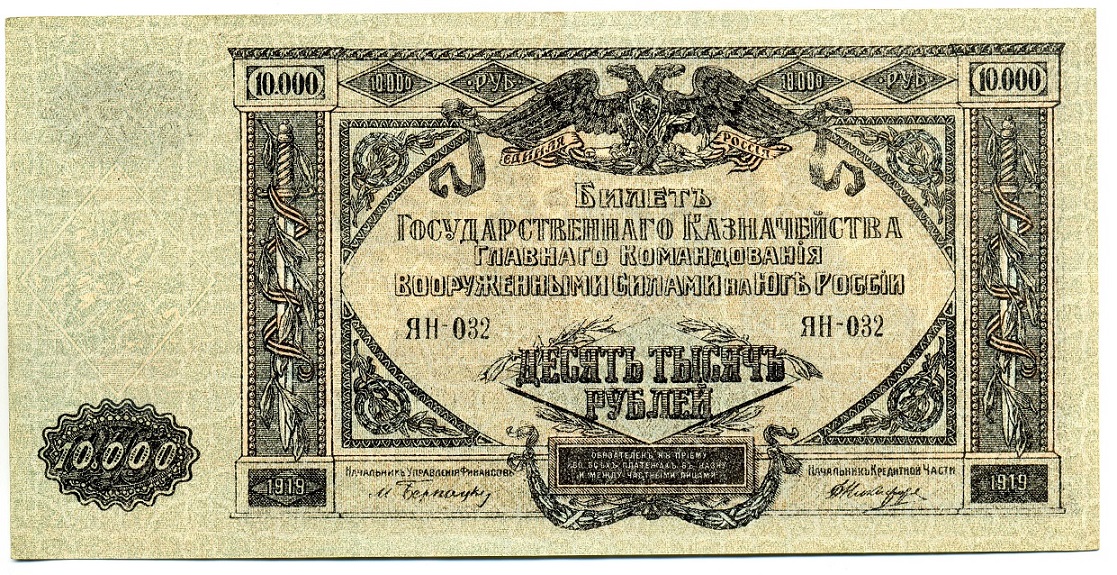 10.000 10.000 РУБ 10.000 РУБ 10.000
ЕДИНАЯ РОССІЯ
БИЛЕТЪ
ГОСУДАРСТВЕННАГО КАЗНАЧЕЙСТВА
ГЛАВНАГО КОМАНДОВАНІЯ
ВООРУЖЕННЫМИ СИЛАМИ НА ЮГѢ РОССІИ
ЯН-032 ЯН-032
ДЕСЯТЬ ТЫСЯЧЪ
РУБЛЕЙ
10.000
ОБЯЗАТЕЛЕНЪ КЪ ПРІЕМУ
ВО ВСѢХЪ ПЛАТЕЖАХЪ ВЪ КАЗНУ
И МЕЖДУ ЧАСТНЫМИ ЛИЦАМИ
НАЧАЛЬНИКЪ УПРАВЛЕНІЯ ФИНАНСОВЪ
НАЧАЛЬНИКЪ КРЕДИТНОЙ ЧАСТИ
1919 М. Бернацкій 1919